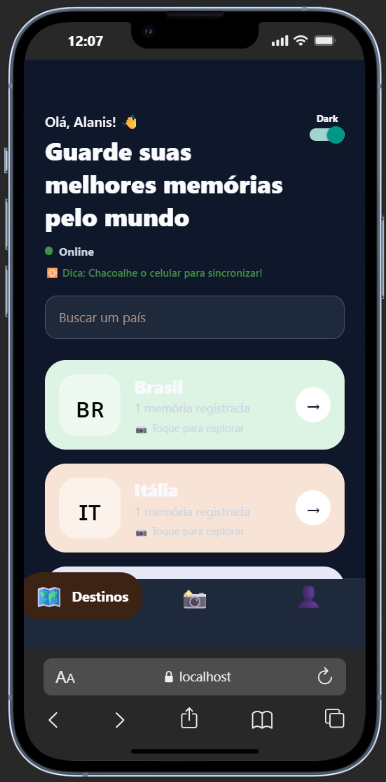 12:07
Olá, Alanis! 👋
Dark
Guarde suas
melhores memórias
pelo mundo
Online
Dica: Chacoalhe o celular para sincronizar!
Buscar um país
BR
Brasil
1 memória registrada
Toque para explorar
→
IT
Itália
1 memória registrada
Toque para explorar
→
Destinos
AA
localhost